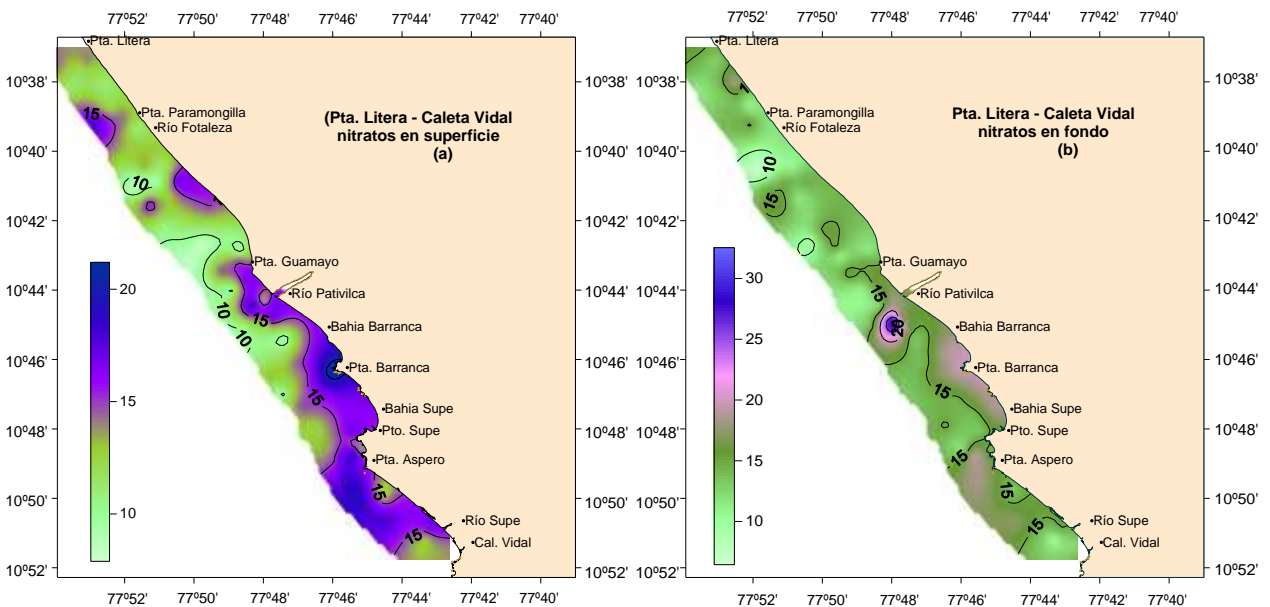 77º52' 77º50' 77º48' 77º46' 77º44' 77º42' 77º40'
Pta. Litera
10º38' 10º38'
Pta. Paramongilla
15
(Pta. Litera - Caleta Vidal
Río Fotaleza
nitratos en superficie
(a)
10º40' 10º40'
10
10º42' 10º42'
Pta. Guamayo
10º44' 10º44'
Río Pativilca
20
10
15
10
Bahia Barranca
10º46' 10º46'
Pta. Barranca
15
15
Bahia Supe
10º48' 10º48'
Pto. Supe
Pta. Aspero
15
10º50' 10º50'
10
Río Supe
15
Cal. Vidal
10º52' 10º52'
77º52' 77º50' 77º48' 77º46' 77º44' 77º42' 77º40'
77º52' 77º50' 77º48' 77º46' 77º44' 77º42' 77º40'
Pta. Litera
10º38' 10º38'
Pta. Paramongilla
Pta. Litera - Caleta Vidal
Río Fotaleza
nitratos en fondo
(b)
10º40' 10º40'
10
15
10º42' 10º42'
Pta. Guamayo
30
10º44' 10º44'
15
Río Pativilca
20
Bahia Barranca
25
10º46' 10º46'
Pta. Barranca
15
20
Bahia Supe
10º48' 10º48'
Pto. Supe
15
Pta. Aspero
15
15
10º50' 10º50'
10
15
Río Supe
Cal. Vidal
10º52' 10º52'
77º52' 77º50' 77º48' 77º46' 77º44' 77º42' 77º40'